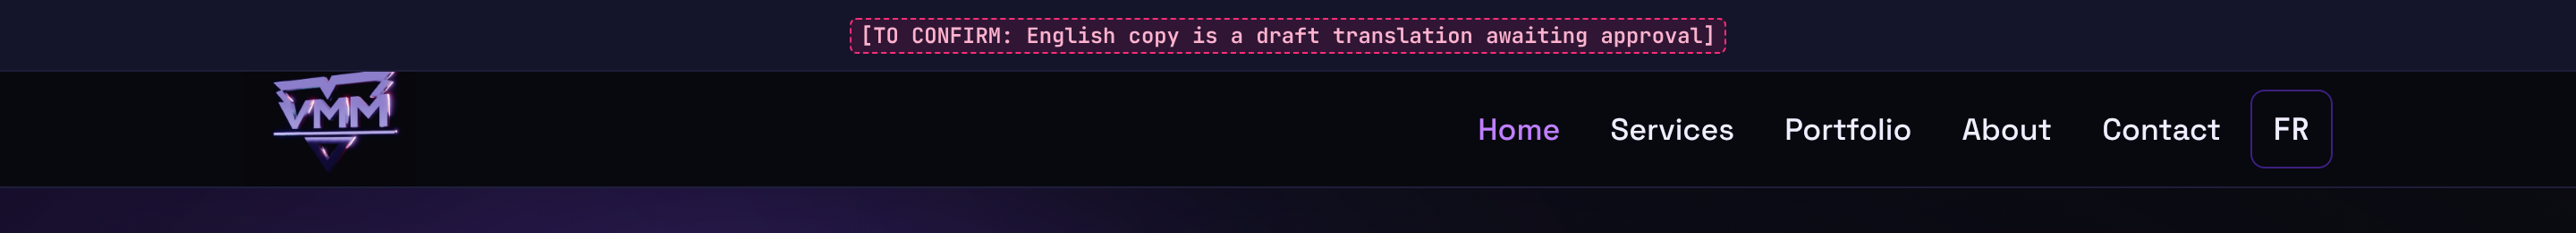 [TO CONFIRM: English copy is a draft translation awaiting approval]
VMM
Home Services Portfolio About Contact FR